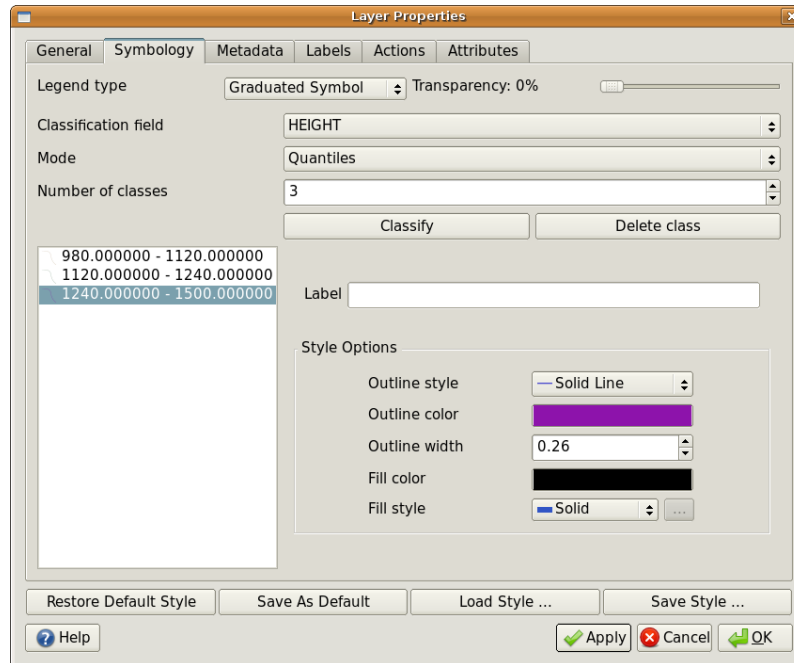 Layer Properties
General Symbology Metadata Labels Actions Attributes
Legend type Graduated Symbol Transparency: 0%
Classification field HEIGHT
Mode Quantiles
Number of classes 3
Classify Delete class
980.000000 - 1120.000000
1120.000000 - 1240.000000
1240.000000 - 1500.000000
Label
Style Options
Outline style Solid Line
Outline color
Outline width 0.26
Fill color
Fill style Solid ...
Restore Default Style Save As Default Load Style ... Save Style ...
Help Apply Cancel OK